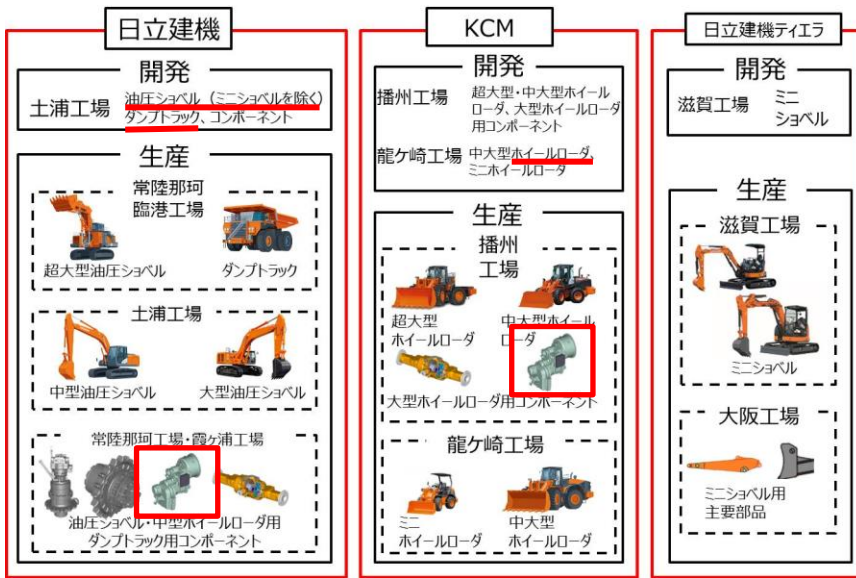 日立建機
開発
土浦工場
油圧ショベル（ミニショベルを除く）
ダンプトラック、コンポーネント
生産
常陸那珂
臨港工場
超大型油圧ショベル
ダンプトラック
土浦工場
中型油圧ショベル
大型油圧ショベル
常陸那珂工場・霞ヶ浦工場
油圧ショベル・中型ホイールローダ用
ダンプトラック用コンポーネント
KCM
開発
播州工場
超大型・中大型ホイール
ローダ、大型ホイールローダ
用コンポーネント
龍ケ崎工場
中大型ホイールローダ、
ミニホイールローダ
生産
播州
工場
超大型
ホイールローダ
中大型ホイール
ローダ
大型ホイールローダ用コンポーネント
龍ケ崎工場
ミニ
ホイールローダ
中大型
ホイールローダ
日立建機ティエラ
開発
滋賀工場
ミニ
ショベル
生産
滋賀工場
ミニショベル
大阪工場
ミニショベル用
主要部品